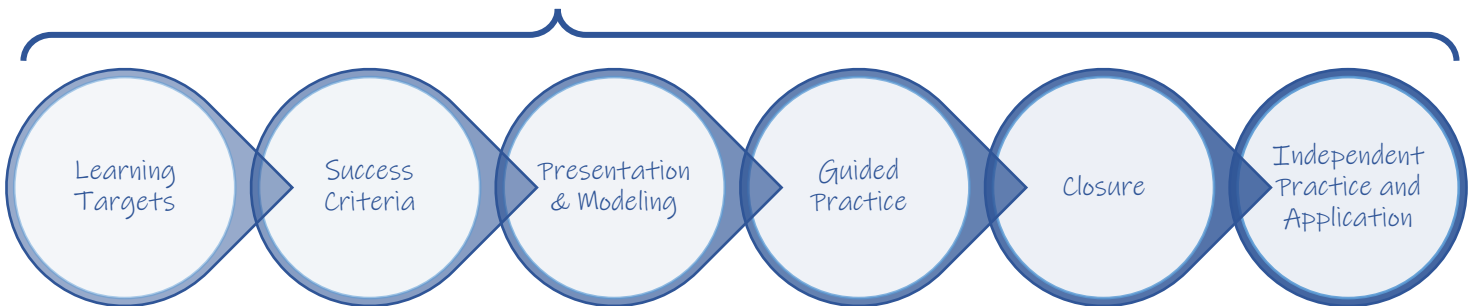 Learning
Targets
Success
Criteria
Presentation
& Modeling
Guided
Practice
Closure
Independent
Practice and
Application